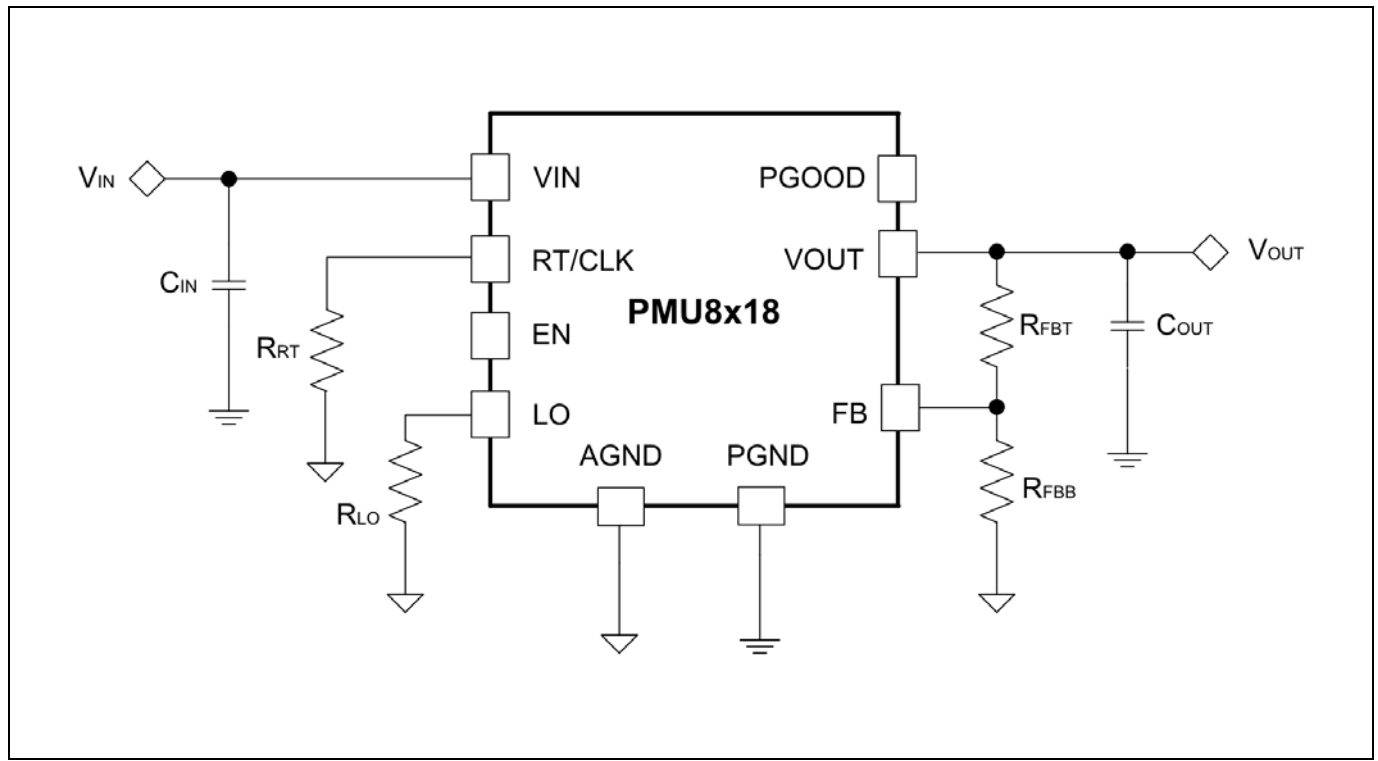 VIN
PGOOD
VIN
RT/CLK
VOUT
VOUT
CIN
PMU8x18
RRT
EN
RFBT
COUT
LO
FB
AGND
PGND
RLO
RFBB